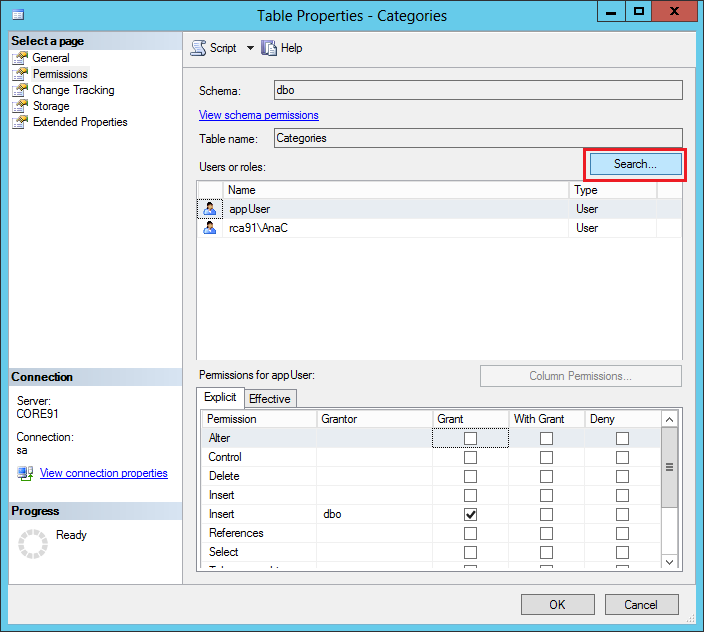 Table Properties - Categories
X
Select a page
General
Permissions
Change Tracking
Storage
Extended Properties
Script
Help
Schema:
dbo
View schema permissions
Table name:
Categories
Users or roles:
Search...
Name
Type
appUser
User
rca91\AnaC
User
Permissions for appUser:
Column Permissions...
Explicit
Effective
Permission
Grantor
Grant
With Grant
Deny
Alter
Control
Delete
Insert
Insert
dbo
References
Select
Connection
Server:
CORE91
Connection:
sa
View connection properties
Progress
Ready
OK
Cancel